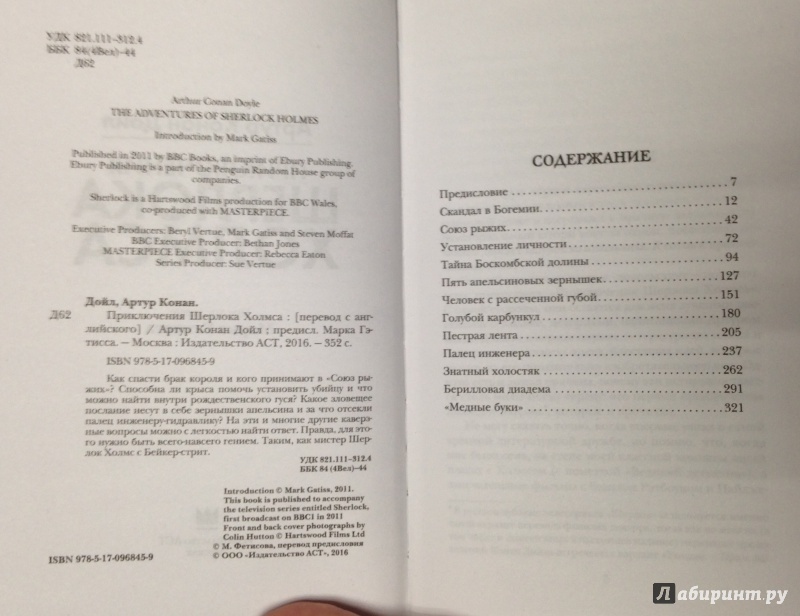 УДК 821.111-312.4
ББК 84(4Вел)-44
Д62
Arthur Conan Doyle
THE ADVENTURES OF SHERLOCK HOLMES
Introduction by Mark Gatiss
Published in 2011 by BBC Books, an imprint of Ebury Publishing.
Ebury Publishing is a part of the Penguin Random House group of
companies.
Sherlock is a Hartswood Films production for BBC Wales,
co-produced with MASTERPIECE.
Executive Producers: Beryl Vertue, Mark Gatiss and Steven Moffat
BBC Executive Producer: Bethan Jones
MASTERPIECE Executive Producer: Rebecca Eaton
Series Producer: Sue Vertue
Дойл, Артур Конан.
Д62 Приключения Шерлока Холмса : [перевод с анг-
лийского] / Артур Конан Дойл : предисл. Марка Гэ-
тисса. – Москва : Издательство АСТ, 2016. – 352 с.
ISBN 978-5-17-096845-9
Как спасти брак короля и кого принимают в «Союз ры-
жих»? Способна ли крыса помочь установить убийцу и что
можно найти внутри рождественского гуся? Какое зловещее
послание несут в себе зернышки апельсина и за что отсекли
палец инженеру-гидравлику? На эти и многие другие каверз-
ные вопросы можно с легкостью найти ответ. Правда, для это-
го нужно быть всего-навсего гением. Таким, как мистер Шер-
лок Холмс с Бейкер-стрит.
УДК 821.111-312.4
ББК 84 (4Вел)-44
Introduction © Mark Gatiss, 2011.
This book is published to accompany
the television series entitled Sherlock,
first broadcast on BBC1 in 2011
Front and back cover photographs by
Colin Hutton © Hartswood Films Ltd
© М. Фетисова, перевод предисловия
ISBN 978-5-17-096845-9 © ООО «Издательство АСТ», 2016
СОДЕРЖАНИЕ
Предисловие 7
Скандал в Богемии 12
Союз рыжих 42
Установление личности 72
Тайна Боскомбской долины 94
Пять апельсиновых зернышек 127
Человек с рассеченной губой 151
Голубой карбункул 180
Пестрая лента 205
Палец инженера 237
Знатный холостяк 262
Берилловая диадема 291
«Медные буки» 321
Лабиринт.ру